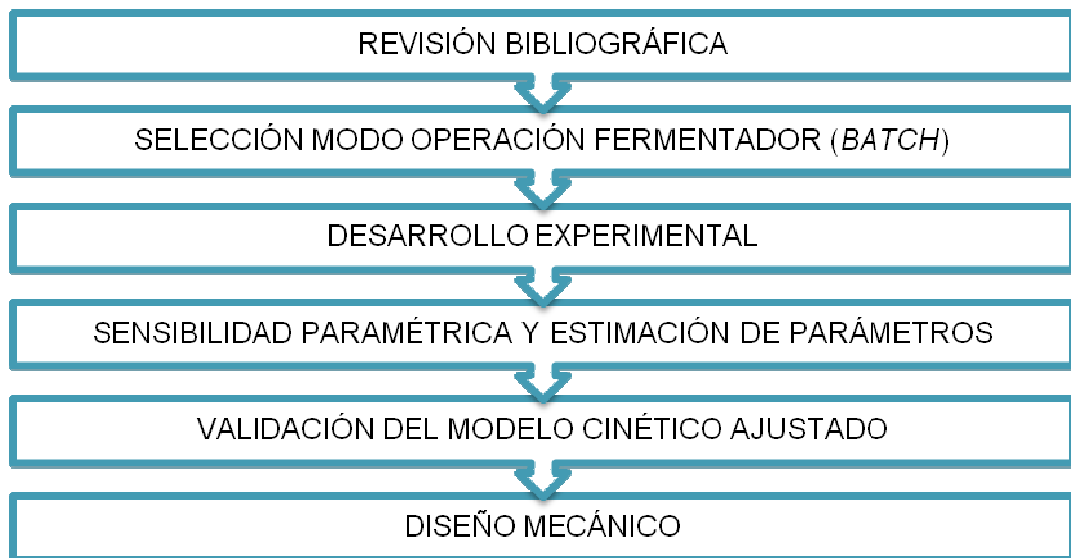 REVISIÓN BIBLIOGRÁFICA
SELECCIÓN MODO OPERACIÓN FERMENTADOR (BATCH)
DESARROLLO EXPERIMENTAL
SENSIBILIDAD PARAMÉTRICA Y ESTIMACIÓN DE PARÁMETROS
VALIDACIÓN DEL MODELO CINÉTICO AJUSTADO
DISEÑO MECÁNICO